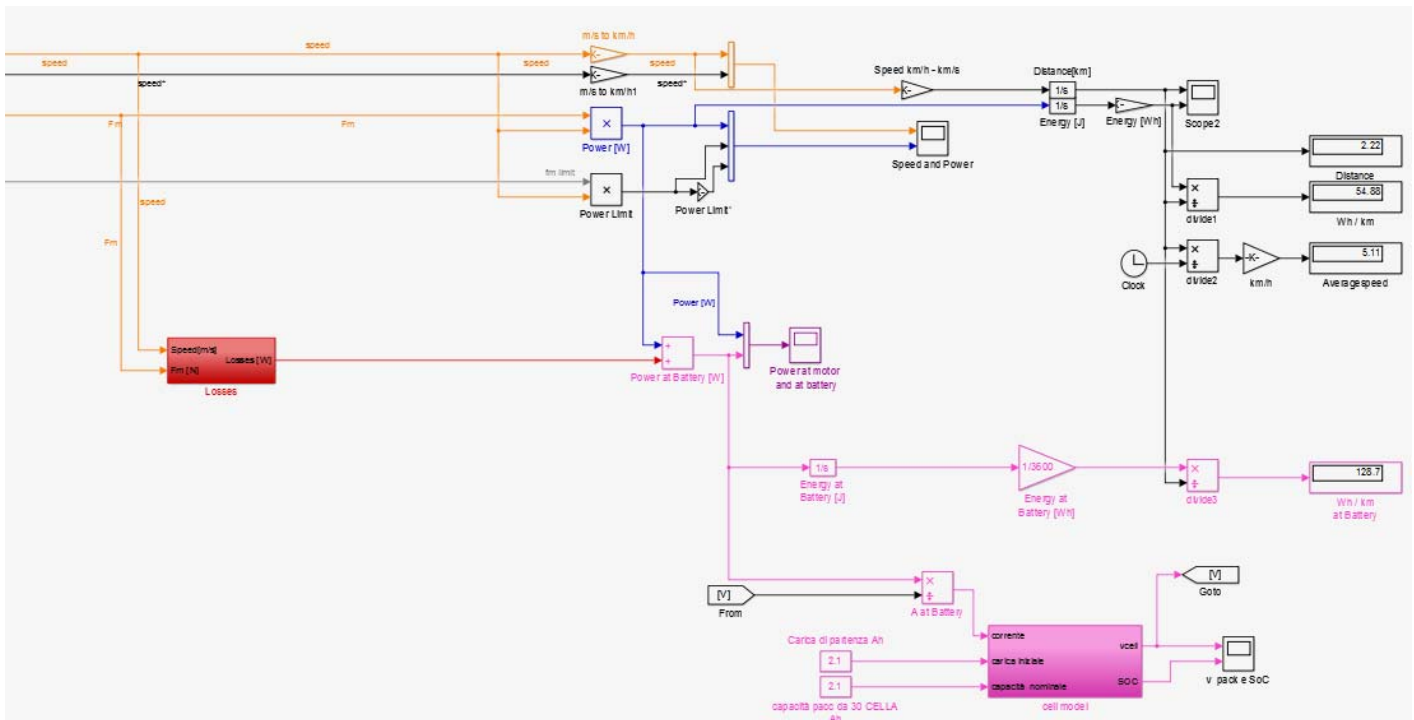 speed
m/s to km/h
speed
speed
speed
speed*
speed*
m/s to km/h1
Speed km/h - km/s
Distance[km]
1/s
1/s
Energy [J]
Energy [Wh]
Scope2
Fm
Fm
×
Power [W]
Speed and Power
2.22
Distance
fm limit
×
Power Limit
Power Limit'
×
÷
divide1
54.88
Wh / km
speed
Fm
Clock
×
÷
divide2
-K-
km/h
5.11
Averagespeed
Power [W]
Speed[m/s]
Losses [W]
Fm [N]
Losses
+
+
Power at Battery [W]
Power at motor
and at battery
1/s
Energy at
Battery [J]
1/3600
Energy at
Battery [Wh]
×
÷
divide3
128.7
Wh / km
at Battery
[V]
From
×
÷
A at Battery
[V]
Goto
Carica di partenza Ah
2.1
2.1
capacità pacc da 30 CELLA
Ah
corrente
carica iniziale
capacità nominale
vcell
SOC
cell model
v pack e SoC